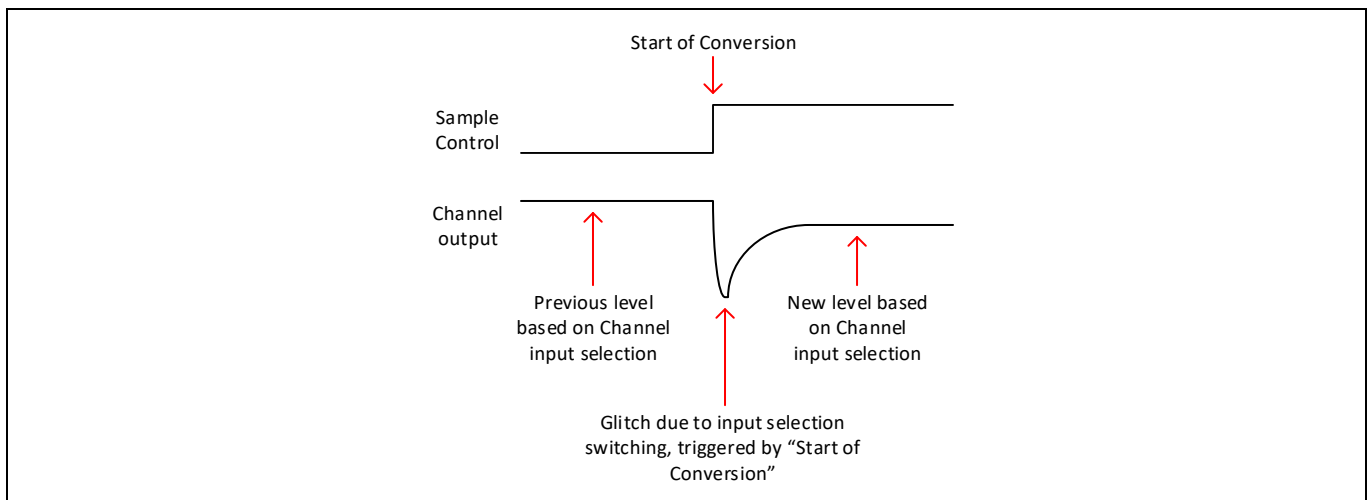 Start of Conversion
Sample
Control
Channel
output
Previous level
based on Channel
input selection
New level based
on Channel
input selection
Glitch due to input selection
switching, triggered by “Start of
Conversion”